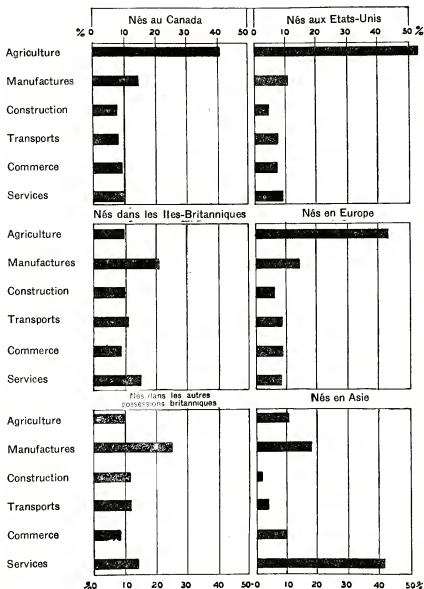 Nés au Canada Nés aux Etats-Unis
% 0 10 20 30 40 50 0 10 20 30 40 50 %
Agriculture
Manufactures
Construction
Transports
Commerce
Services
Nés dans les Iles-Britanniques Nés en Europe
Agriculture
Manufactures
Construction
Transports
Commerce
Services
Nés dans les autres possessions britanniques Nés en Asie
Agriculture
Manufactures
Construction
Transports
Commerce
Services
%0 10 20 30 40 50 0 10 20 30 40 50%